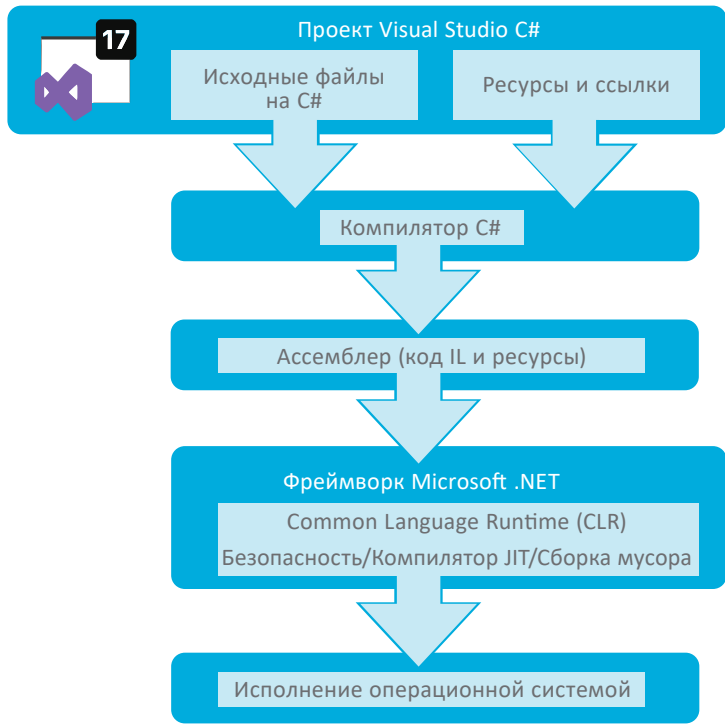 17
Проект Visual Studio C#
Исходные файлы
на C#
Ресурсы и ссылки
Компилятор C#
Ассемблер (код IL и ресурсы)
Фреймворк Microsoft .NET
Common Language Runtime (CLR)
Безопасность/Компилятор JIT/Сборка мусора
Исполнение операционной системой